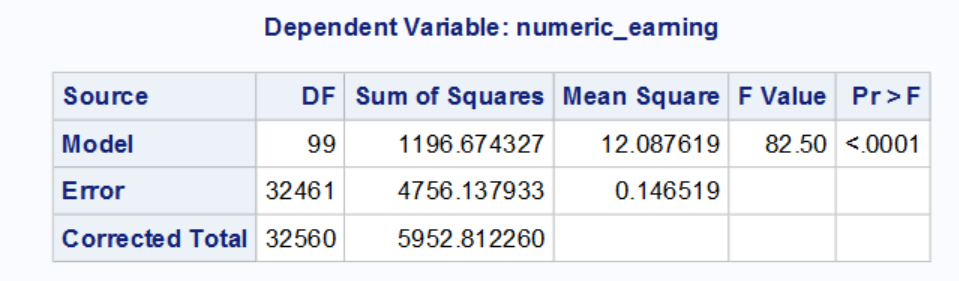 Dependent Variable: numeric_earning
Source DF Sum of Squares Mean Square F Value Pr > F
Model 99 1196.674327 12.087619 82.50 <.0001
Error 32461 4756.137933 0.146519
Corrected Total 32560 5952.812260